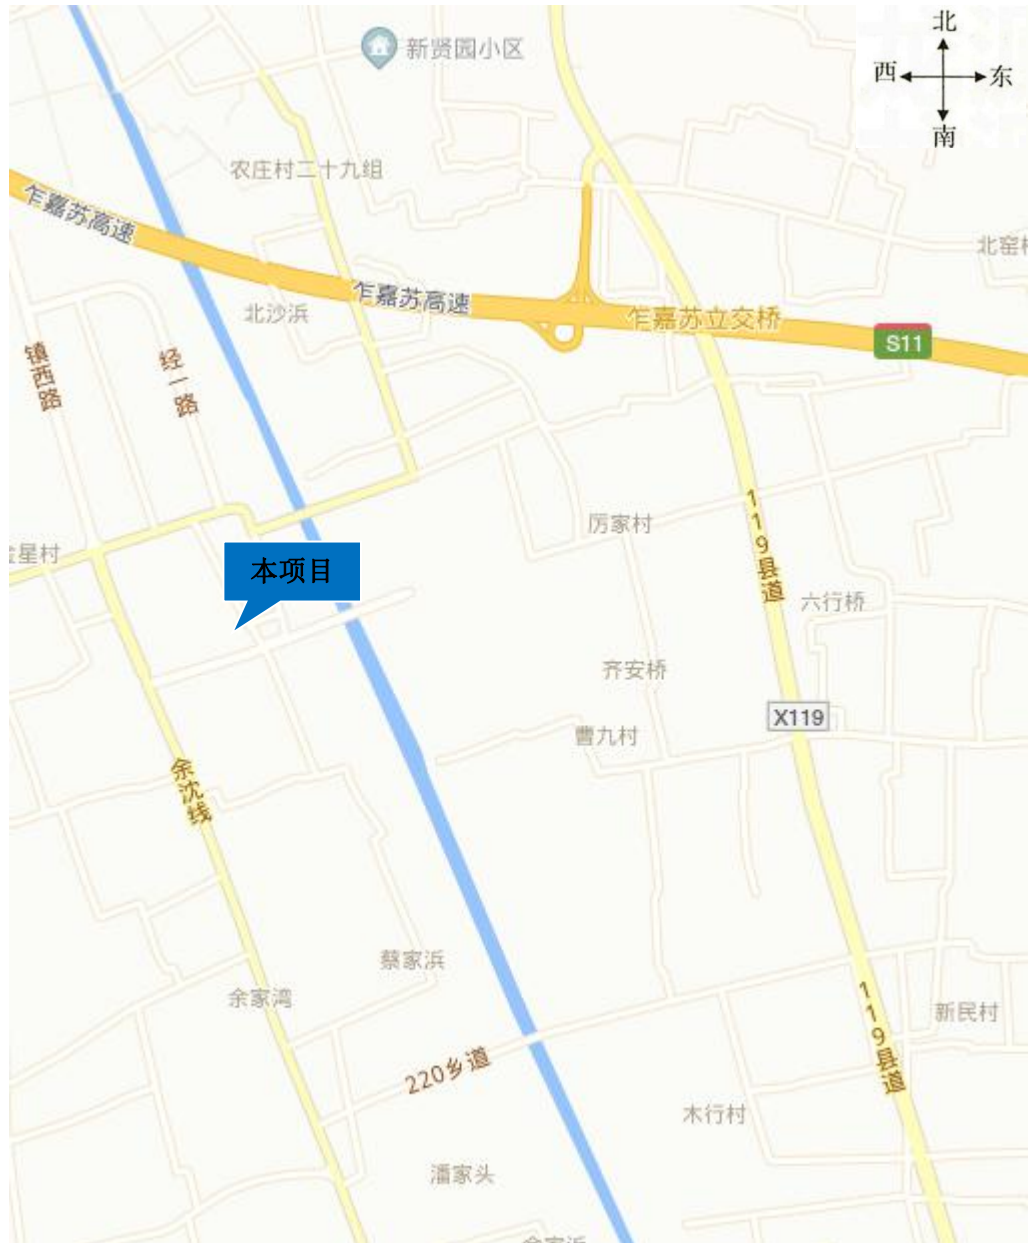 北
新贤园小区
西
东
南
农庄村二十九组
乍嘉苏高速
乍嘉苏高速
北沙浜
乍嘉苏立交桥
S11
镇西路
经一路
119县道
厉家村
星村
本项目
六行桥
齐安桥
X119
曹九村
余沈线
蔡家浜
余家湾
119县道
新民村
220乡道
木行村
潘家头